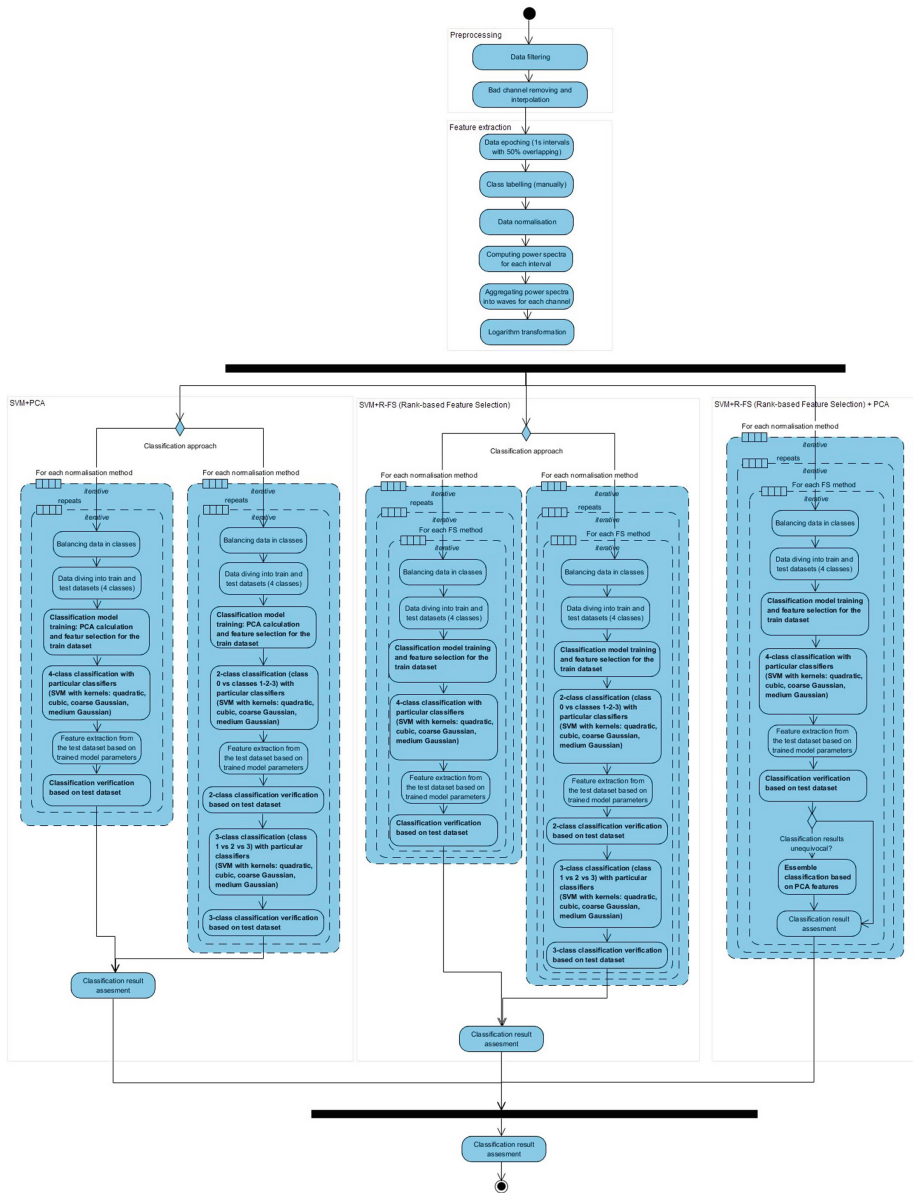 Preprocessing
Data filtering
Bad channel removing and
interpolation
Feature extraction
Data epoching (1s intervals
with 50% overlapping)
Class labelling (manually)
Data normalisation
Computing power spectra
for each interval
Aggregating power spectra
into waves for each channel
Logarithm transformation
SVM+PCA
Classification approach
For each normalisation method
iterative
repeats
iterative
Balancing data in classes
Data diving into train and
test datasets (4 classes)
Classification model
training: PCA calculation
and featur selection for the
train dataset
4-class classification with
particular classifiers
(SVM with kernels: quadratic,
cubic, coarse Gaussian,
medium Gaussian)
Feature extraction from
the test dataset based on
trained model parameters
Classification verification
based on test dataset
For each normalisation method
iterative
repeats
iterative
Balancing data in classes
Data diving into train and
test datasets (4 classes)
Classification model
training: PCA calculation
and feature selection for
the train dataset
2-class classification (class
0 vs classes 1-2-3) with
particular classifiers
(SVM with kernels: quadratic,
cubic, coarse Gaussian,
medium Gaussian)
Feature extraction from
the test dataset based on
trained model parameters
2-class classification verification
based on test dataset
3-class classification (class
1 vs 2 vs 3) with particular
classifiers
(SVM with kernels: quadratic,
cubic, coarse Gaussian,
medium Gaussian)
3-class classification verification
based on test dataset
Classification result
assesment
SVM+R-FS (Rank-based Feature Selection)
Classification approach
For each normalisation method
iterative
repeats
iterative
For each FS method
iterative
Balancing data in classes
Data diving into train and
test datasets (4 classes)
Classification model training
and feature selection for the
train dataset
4-class classification with
particular classifiers
(SVM with kernels: quadratic,
cubic, coarse Gaussian,
medium Gaussian)
Feature extraction from
the test dataset based on
trained model parameters
Classification verification
based on test dataset
For each normalisation method
iterative
repeats
iterative
For each FS method
iterative
Balancing data in classes
Data diving into train and
test datasets (4 classes)
Classification model training
and feature selection for the
train dataset
2-class classification (class
0 vs classes 1-2-3) with
particular classifiers
(SVM with kernels: quadratic,
cubic, coarse Gaussian,
medium Gaussian)
Feature extraction from
the test dataset based on
trained model parameters
2-class classification verification
based on test dataset
3-class classification (class
1 vs 2 vs 3) with particular
classifiers
(SVM with kernels: quadratic,
cubic, coarse Gaussian,
medium Gaussian)
3-class classification verification
based on test dataset
Classification result
assesment
SVM+R-FS (Rank-based Feature Selection) + PCA
For each normalisation method
iterative
repeats
iterative
For each FS method
iterative
Balancing data in classes
Data diving into train and
test datasets (4 classes)
Classification model training
and feature selection for the
train dataset
4-class classification with
particular classifiers
(SVM with kernels: quadratic,
cubic, coarse Gaussian,
medium Gaussian)
Feature extraction from
the test dataset based on
trained model parameters
Classification verification
based on test dataset
Classification results
unequivocal?
Essemble
classification based
on PCA features
Classification result
assesment
Classification result
assesment